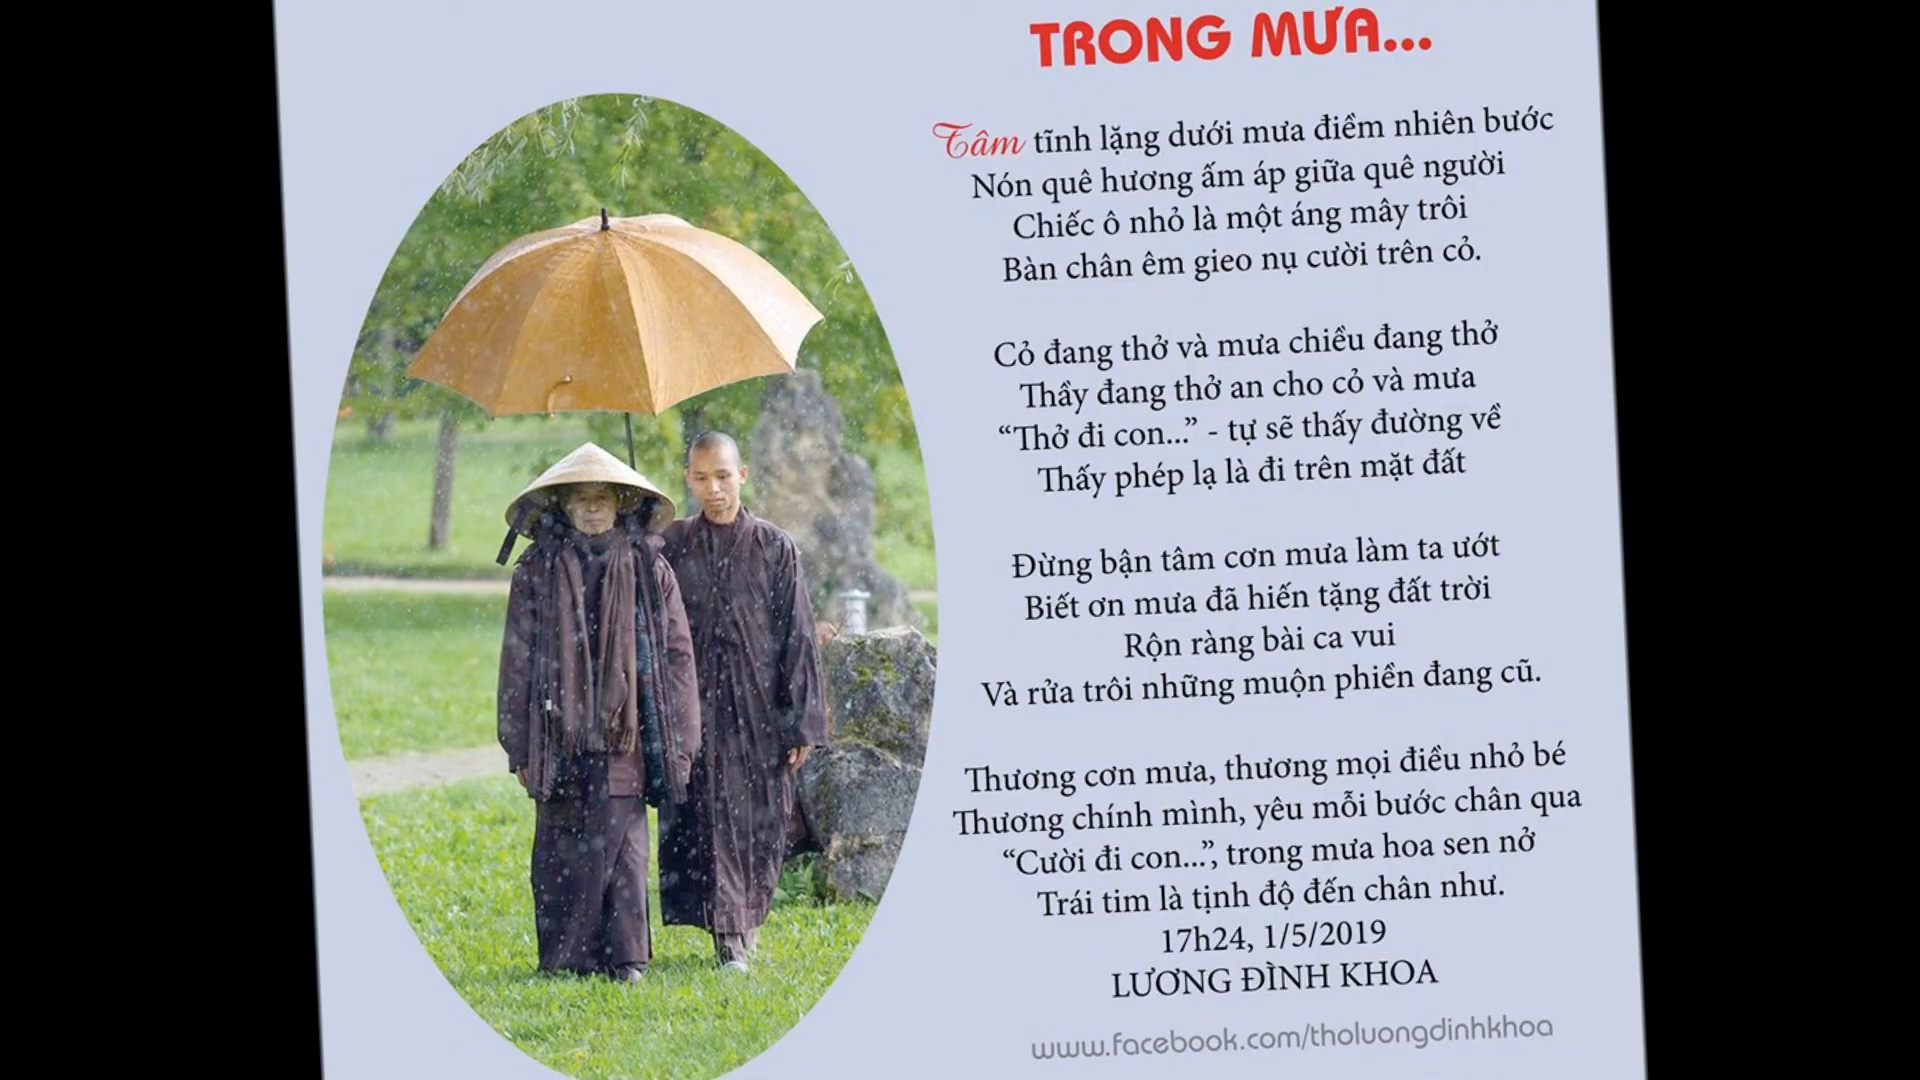 TRONG MƯA...
Tâm tĩnh lặng dưới mưa điềm nhiên bước
Nón quê hương ấm áp giữa quê người
Chiếc ô nhỏ là một áng mây trôi
Bàn chân êm gieo nụ cười trên cỏ.
Cỏ đang thở và mưa chiều đang thở
Thầy đang thở an cho cỏ và mưa
“Thở đi con...” - tự sẽ thấy đường về
Thấy phép lạ là đi trên mặt đất
Đừng bận tâm cơn mưa làm ta ướt
Biết ơn mưa đã hiến tặng đất trời
Rộn ràng bài ca vui
Và rửa trôi những muộn phiền đang cũ.
Thương cơn mưa, thương mọi điều nhỏ bé
Thương chính mình, yêu mỗi bước chân qua
“Cười đi con...”, trong mưa hoa sen nở
Trái tim là tịnh độ đến chân như.
17h24, 1/5/2019
LƯƠNG ĐÌNH KHOA
www.facebook.com/tholuongdinhkhoa